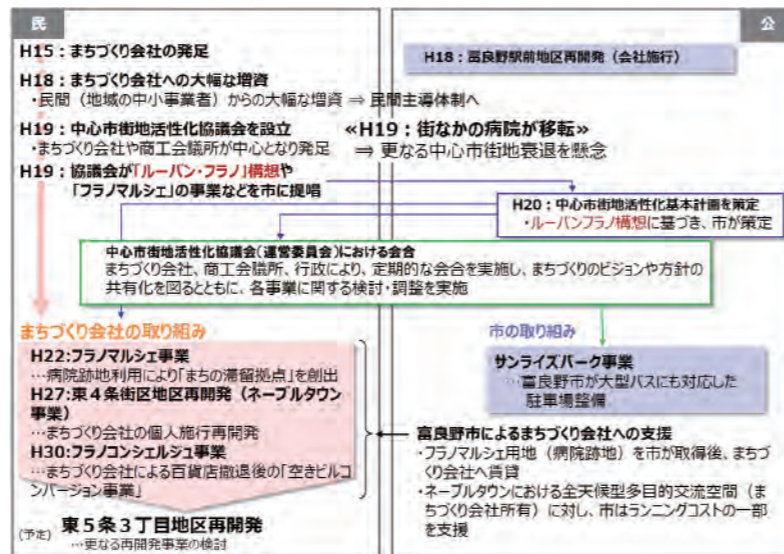 民
公
H15：まちづくり会社の発足
H18：富良野駅前地区再開発（会社施行）
H18：まちづくり会社への大幅な増資
・民間（地域の中小事業者）からの大幅な増資 ⇒ 民間主導体制へ
H19：中心市街地活性化協議会を設立
・まちづくり会社や商工会議所が中心となり発足
≪H19：街なかの病院が移転≫
⇒ 更なる中心市街地衰退を懸念
H19：協議会が「ルーバン・フラノ」構想や
「フラノマルシェ」の事業などを市に提唱
H20：中心市街地活性化基本計画を策定
・ルーバンフラノ構想に基づき、市が策定
中心市街地活性化協議会（運営委員会）における会合
まちづくり会社、商工会議所、行政により、定期的な会合を実施し、まちづくりのビジョンや方針の
共有化を図るとともに、各事業に関する検討・調整を実施
まちづくり会社の取り組み
H22:フラノマルシェ事業
…病院跡地利用により「まちの滞留拠点」を創出
H27:東４条街区地区再開発（ネーブルタウン
事業）
…まちづくり会社の個人施行再開発
H30:フラノコンシェルジュ事業
…まちづくり会社による百貨店撤退後の「空きビルコ
ンバージョン事業」
(予定)
東５条３丁目地区再開発
…更なる再開発事業の検討
市の取り組み
サンライズパーク事業
…富良野市が大型バスにも対応した
駐車場整備
富良野市によるまちづくり会社への支援
・フラノマルシェ用地（病院跡地）を市が取得後、まちづ
くり会社へ賃貸
・ネーブルタウンにおける全天候型多目的交流空間（ま
ちづくり会社所有）に対し、市はランニングコストの一部
を支援